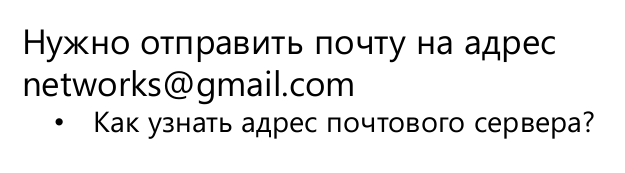 Нужно отправить почту на адрес
networks@gmail.com
• Как узнать адрес почтового сервера?